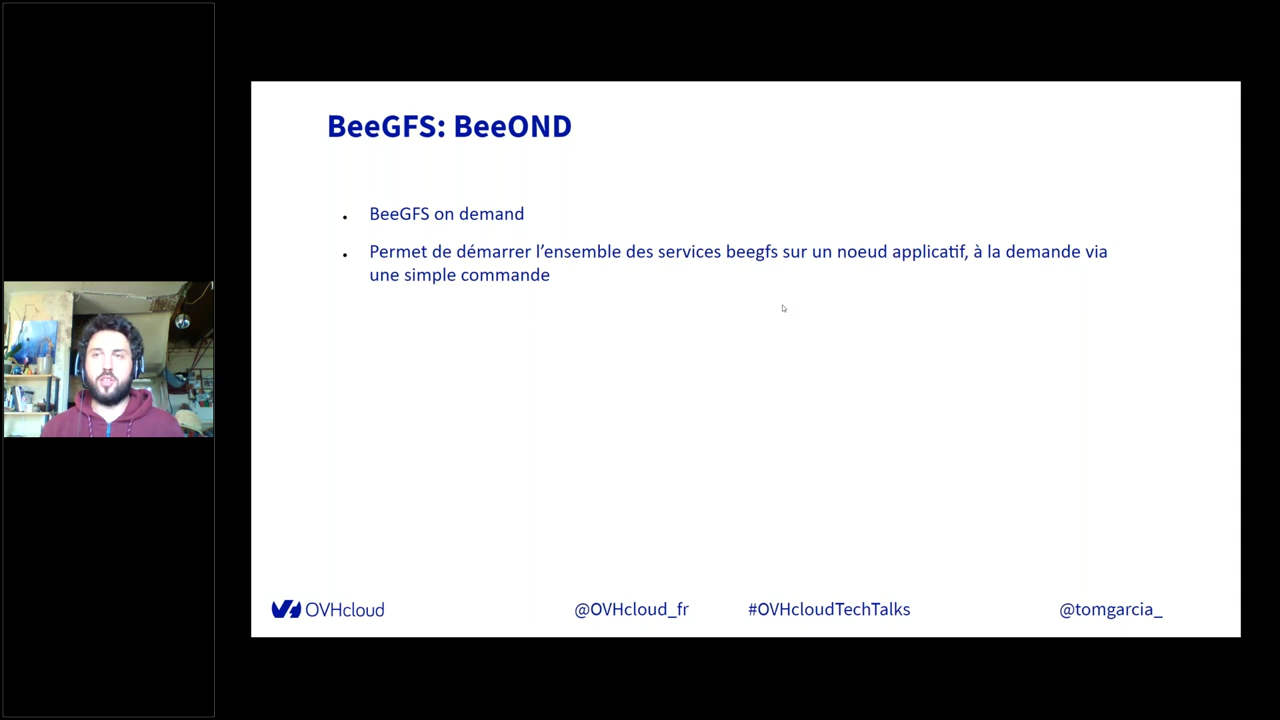 BeeGFS: BeeOND
BeeGFS on demand
Permet de démarrer l’ensemble des services beegfs sur un noeud applicatif, à la demande via
une simple commande
OVHcloud
@OVHcloud_fr
#OVHcloudTechTalks
@tomgarcia_